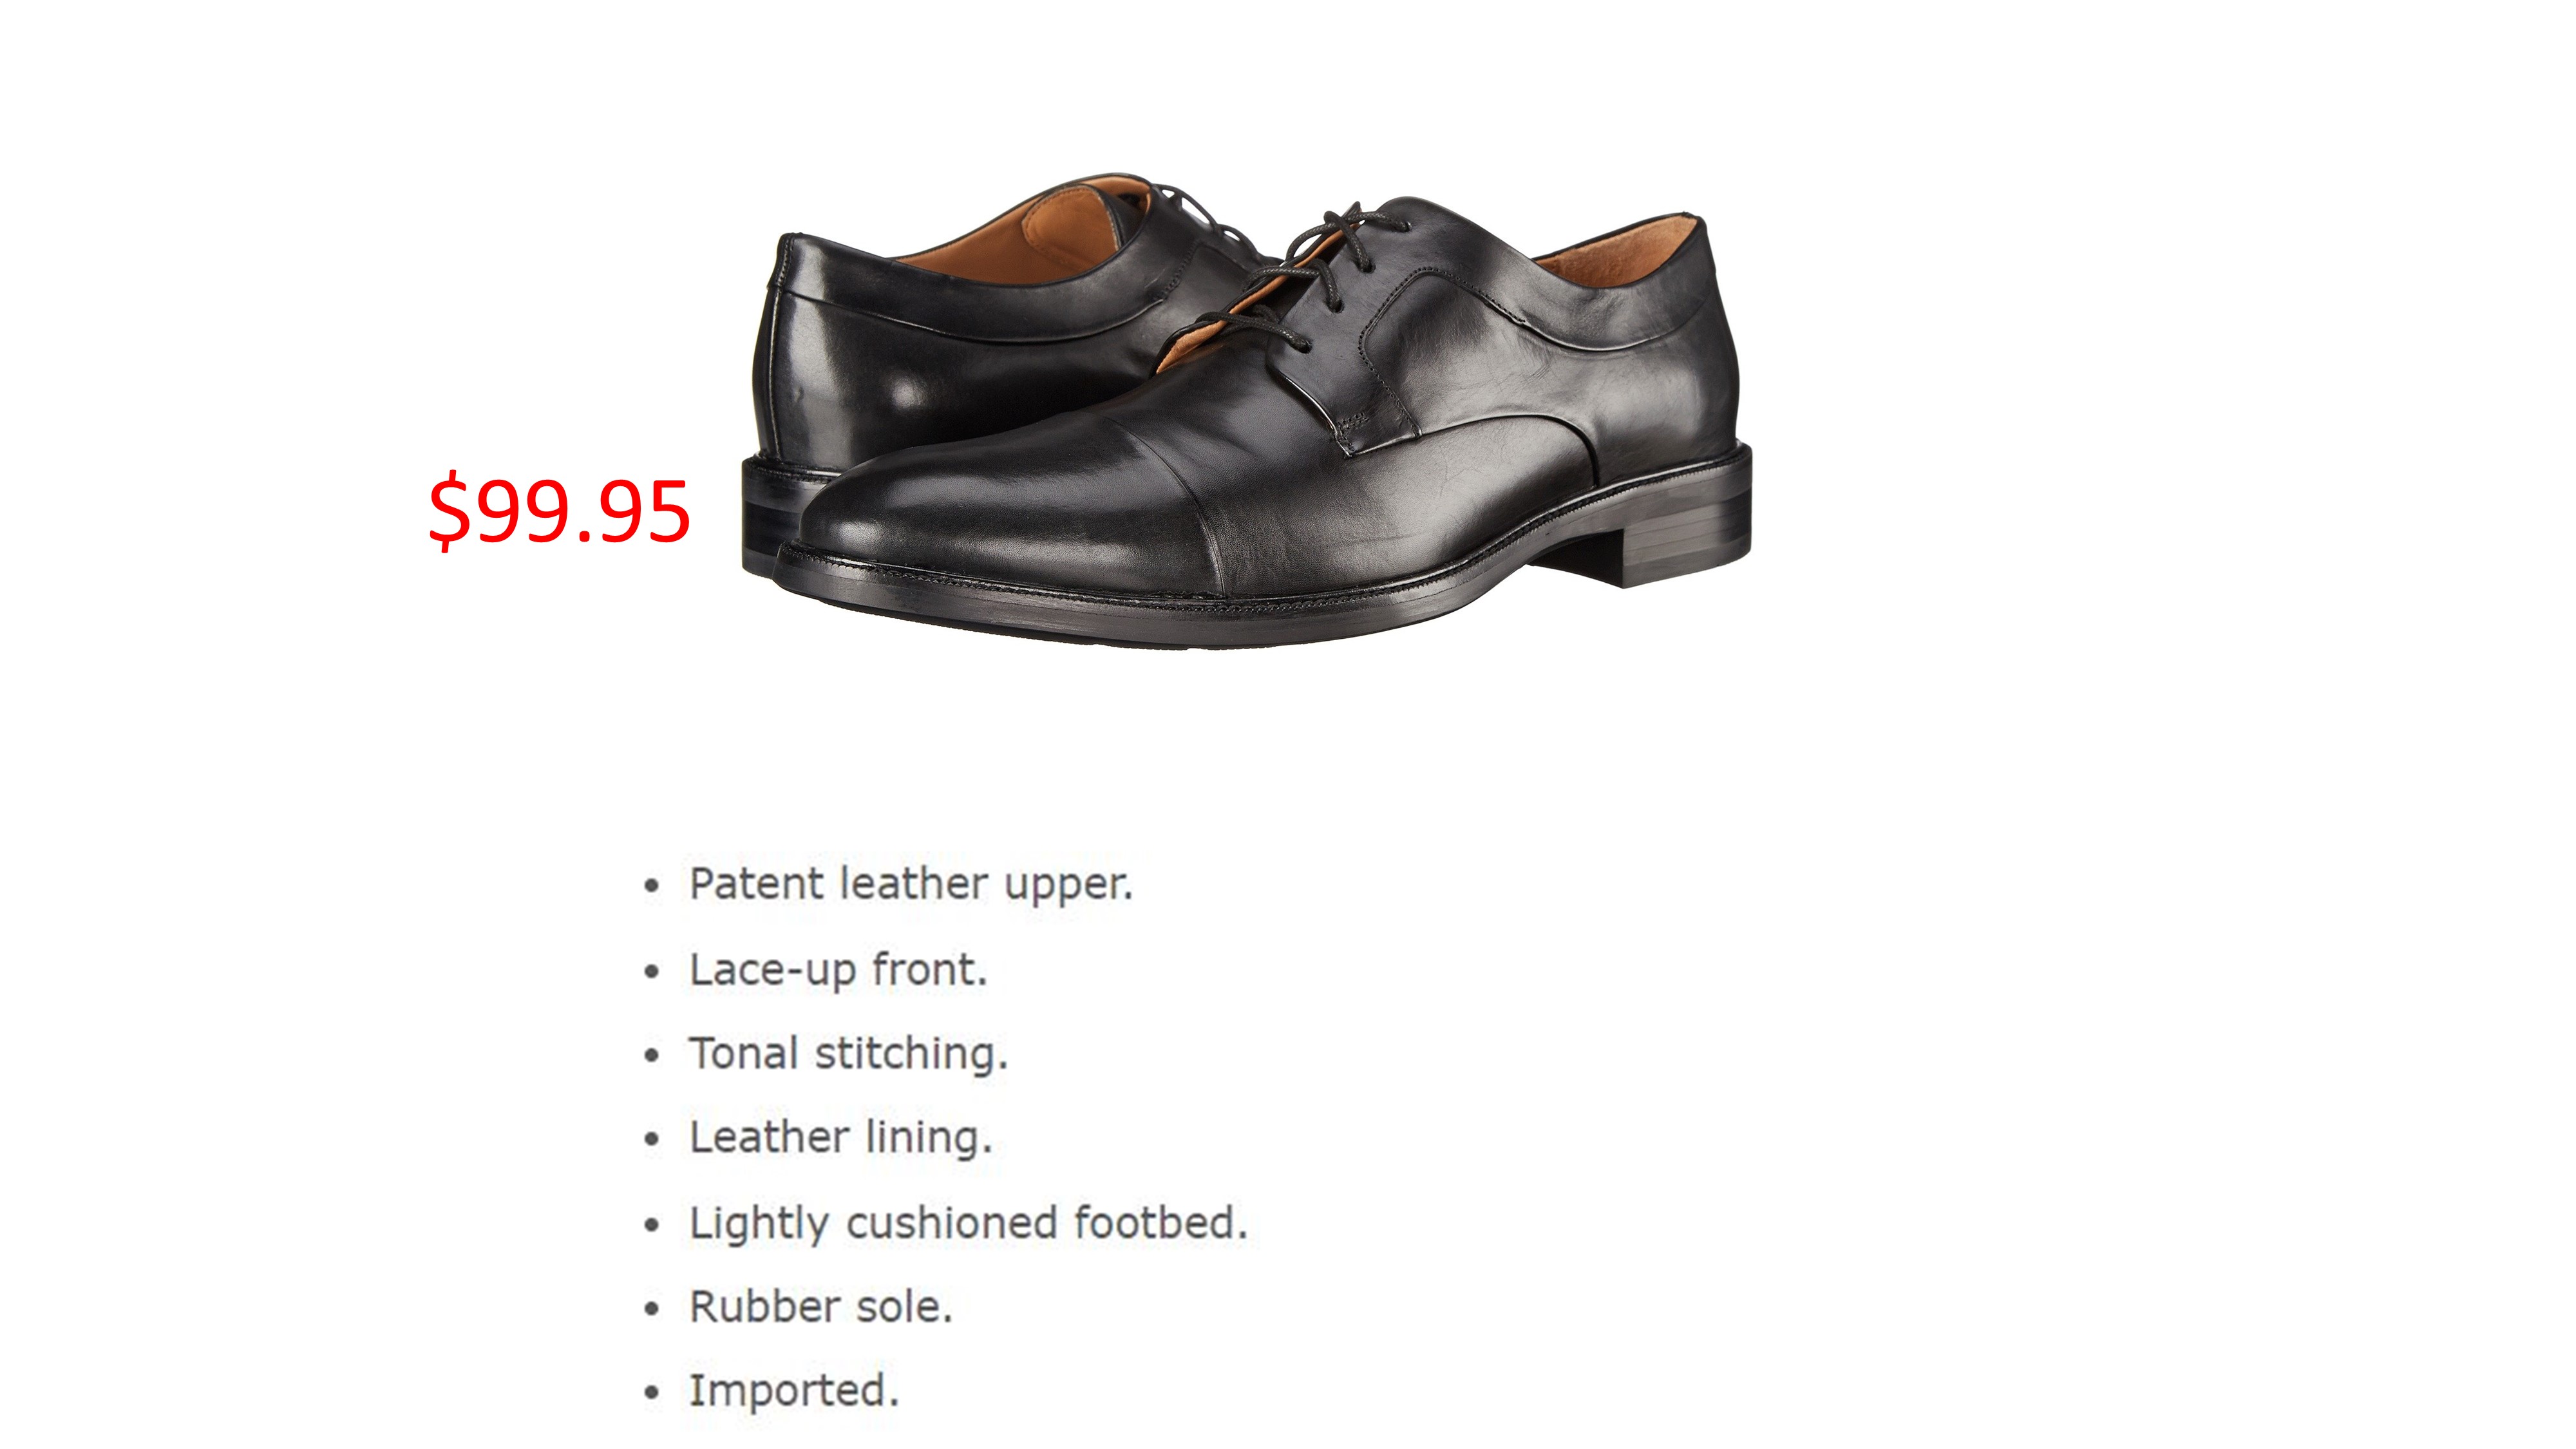 $99.95
• Patent leather upper.
• Lace-up front.
• Tonal stitching.
• Leather lining.
• Lightly cushioned footbed.
• Rubber sole.
• Imported.